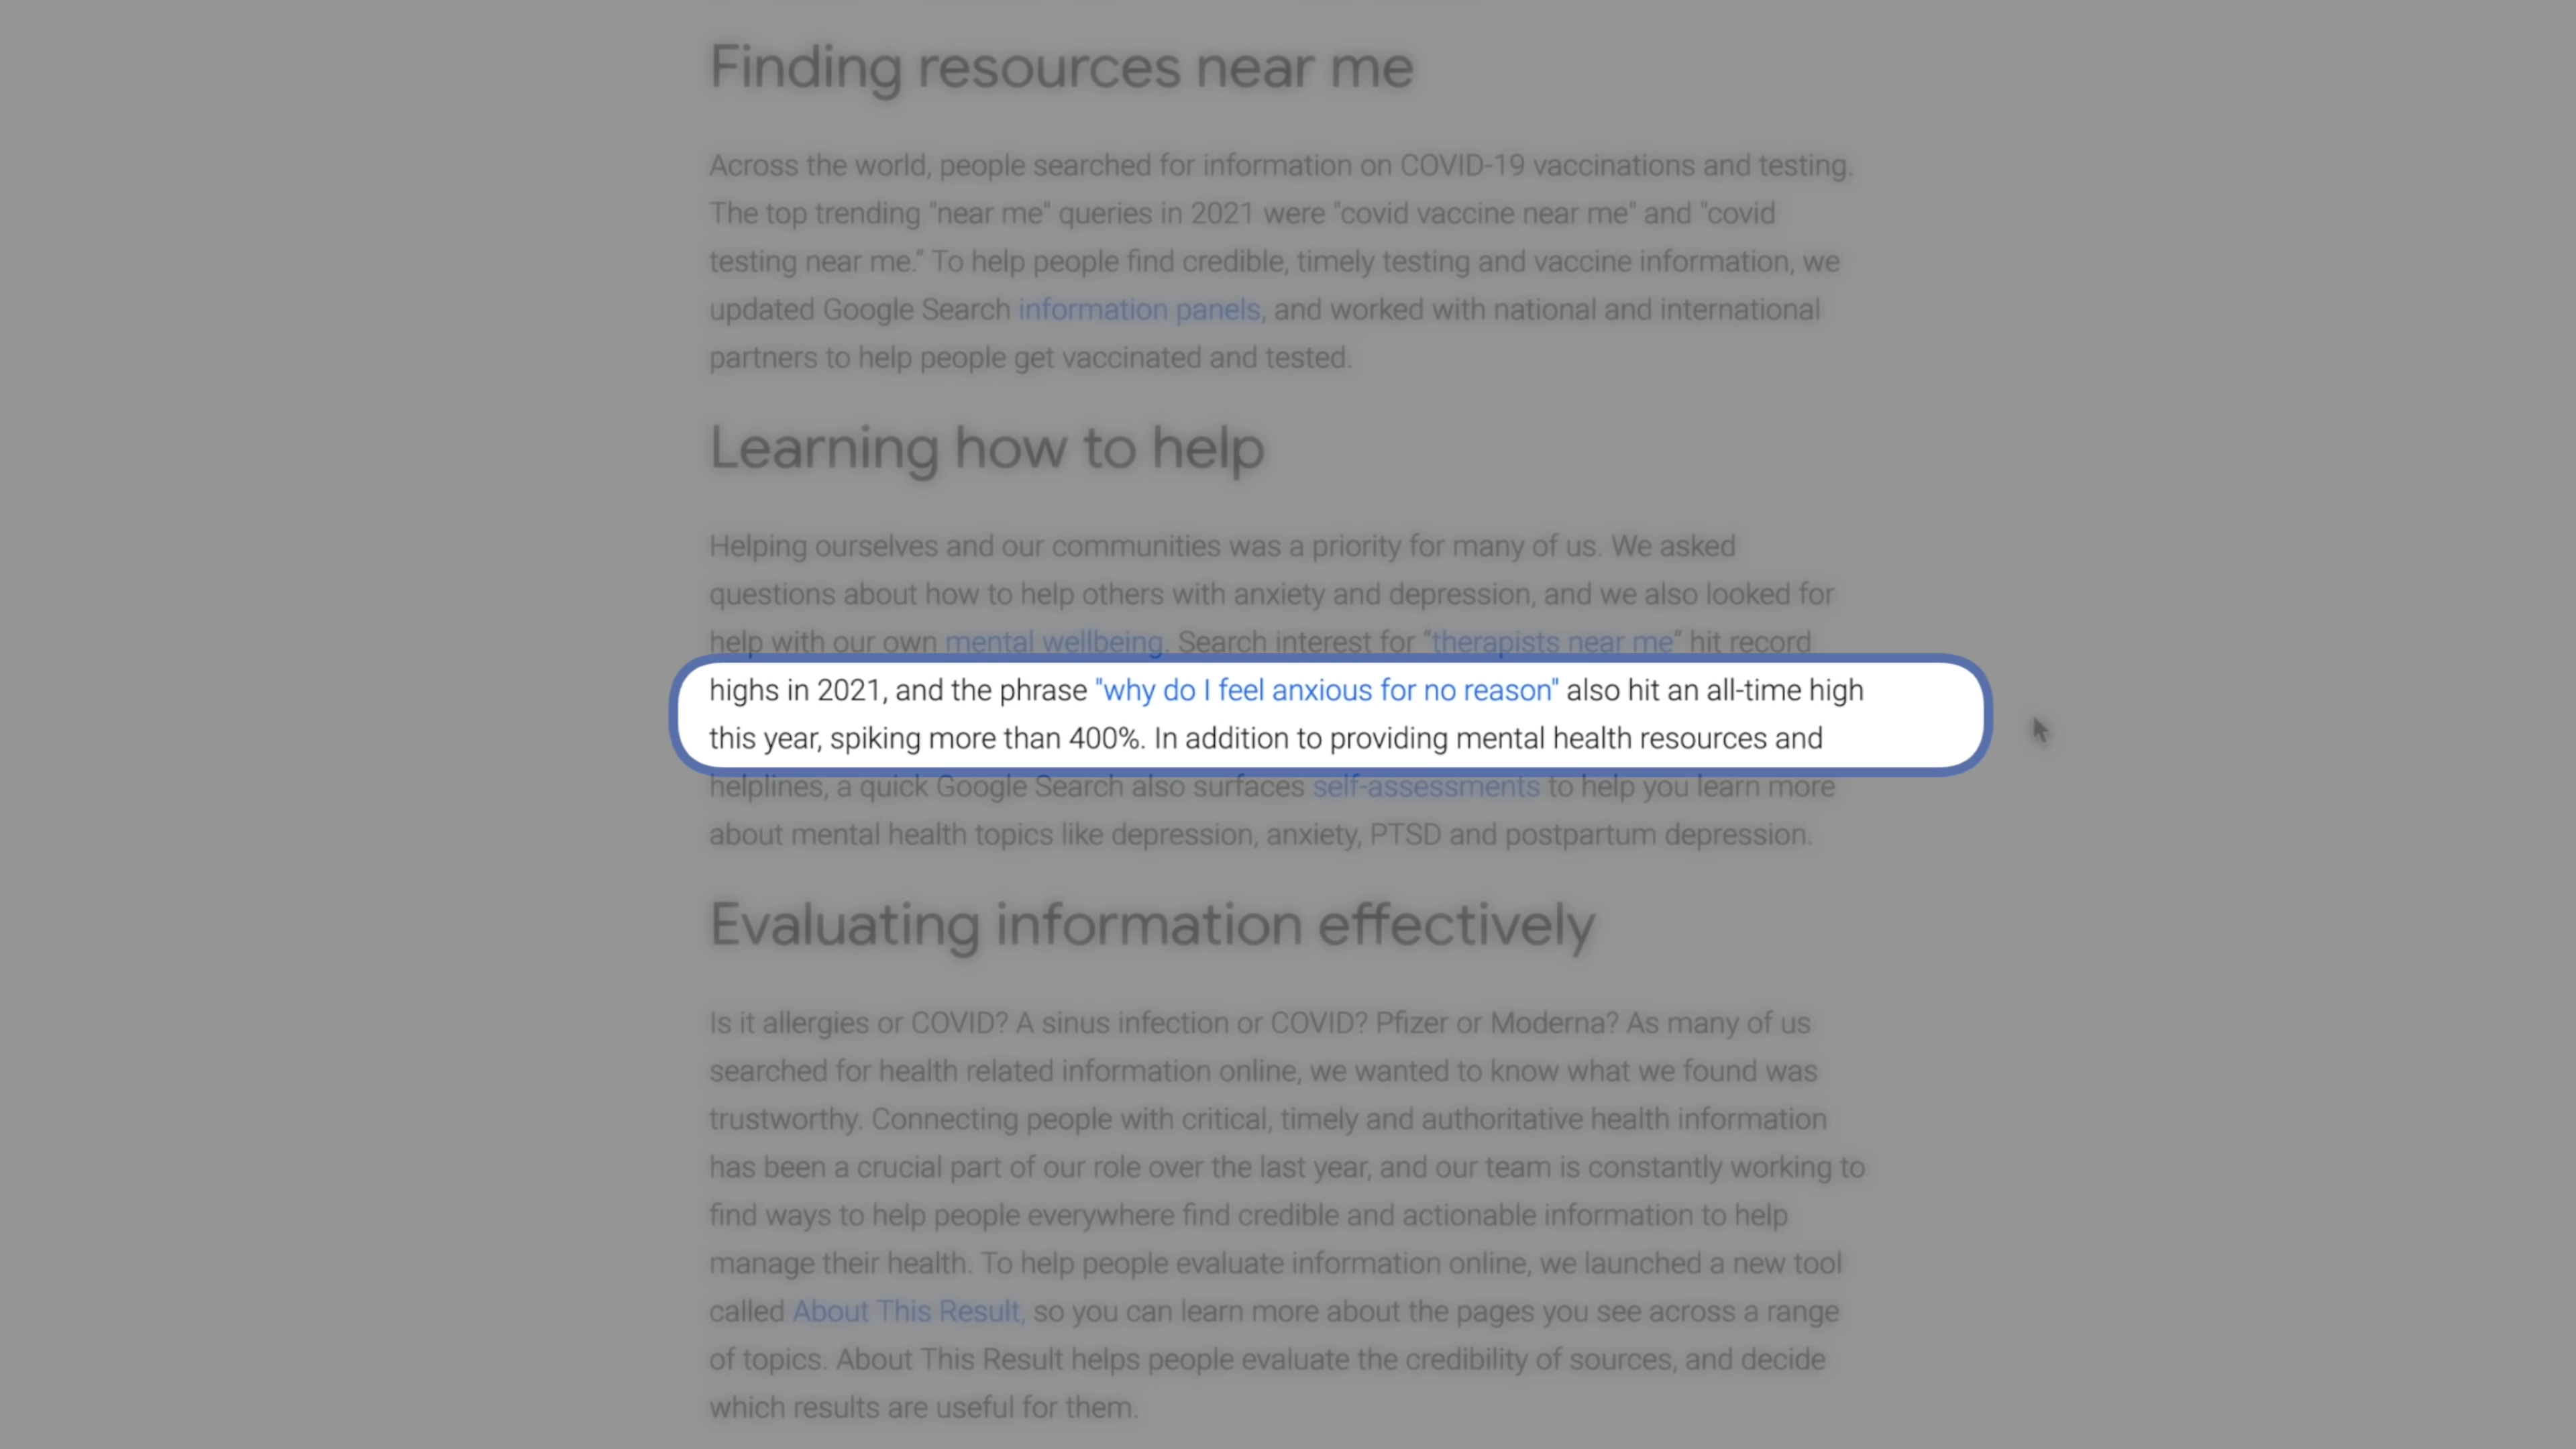 Finding resources near me
Across the world, people searched for information on COVID-19 vaccinations and testing.
The top trending "near me" queries in 2021 were "covid vaccine near me" and "covid
testing near me.” To help people find credible, timely testing and vaccine information, we
updated Google Search information panels, and worked with national and international
partners to help people get vaccinated and tested.
Learning how to help
Helping ourselves and our communities was a priority for many of us. We asked
questions about how to help others with anxiety and depression, and we also looked for
help with our own mental wellbeing. Search interest for “therapists near me” hit record
highs in 2021, and the phrase "why do I feel anxious for no reason" also hit an all-time high
this year, spiking more than 400%. In addition to providing mental health resources and
helplines, a quick Google Search also surfaces self-assessments to help you learn more
about mental health topics like depression, anxiety, PTSD and postpartum depression.
Evaluating information effectively
Is it allergies or COVID? A sinus infection or COVID? Pfizer or Moderna? As many of us
searched for health related information online, we wanted to know what we found was
trustworthy. Connecting people with critical, timely and authoritative health information
has been a crucial part of our role over the last year, and our team is constantly working to
find ways to help people everywhere find credible and actionable information to help
manage their health. To help people evaluate information online, we launched a new tool
called About This Result, so you can learn more about the pages you see across a range
of topics. About This Result helps people evaluate the credibility of sources, and decide
which results are useful for them.